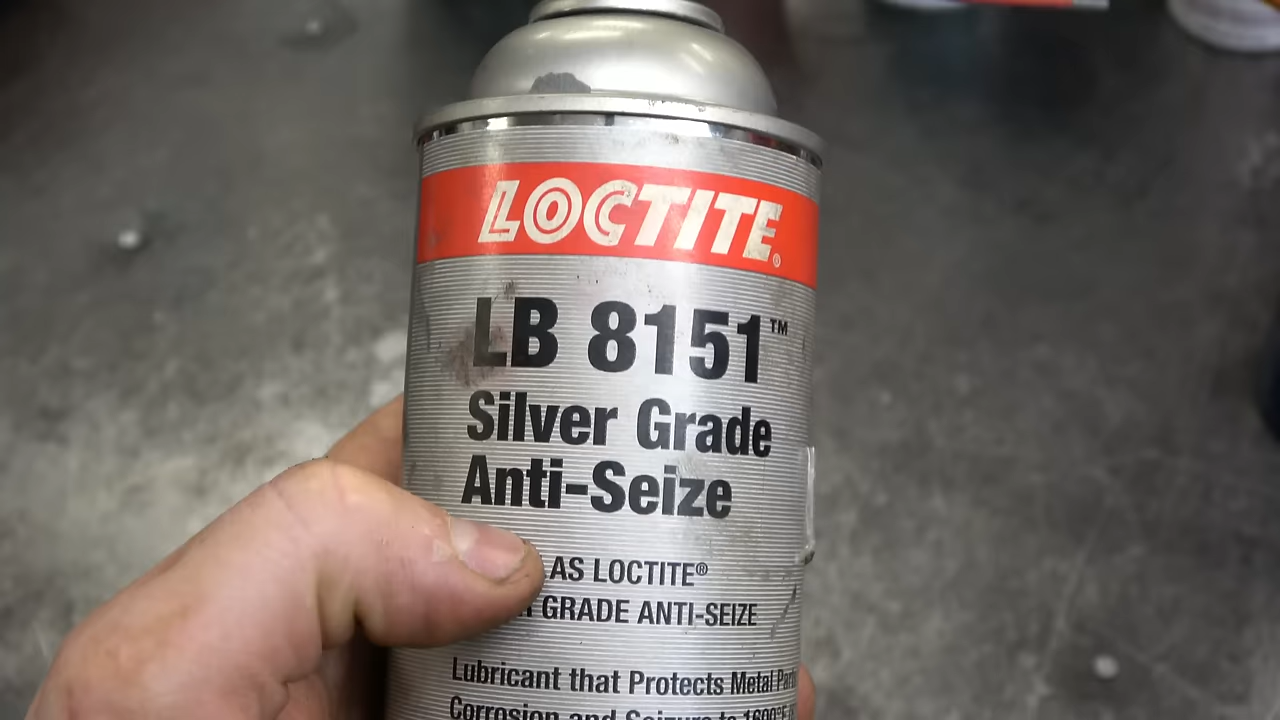 LOCTITE®
LB 8151™
Silver Grade
Anti-Seize
AS LOCTITE®
GRADE ANTI-SEIZE
Lubricant that Protects Metal
Corrosion and Seizure to 1600°F